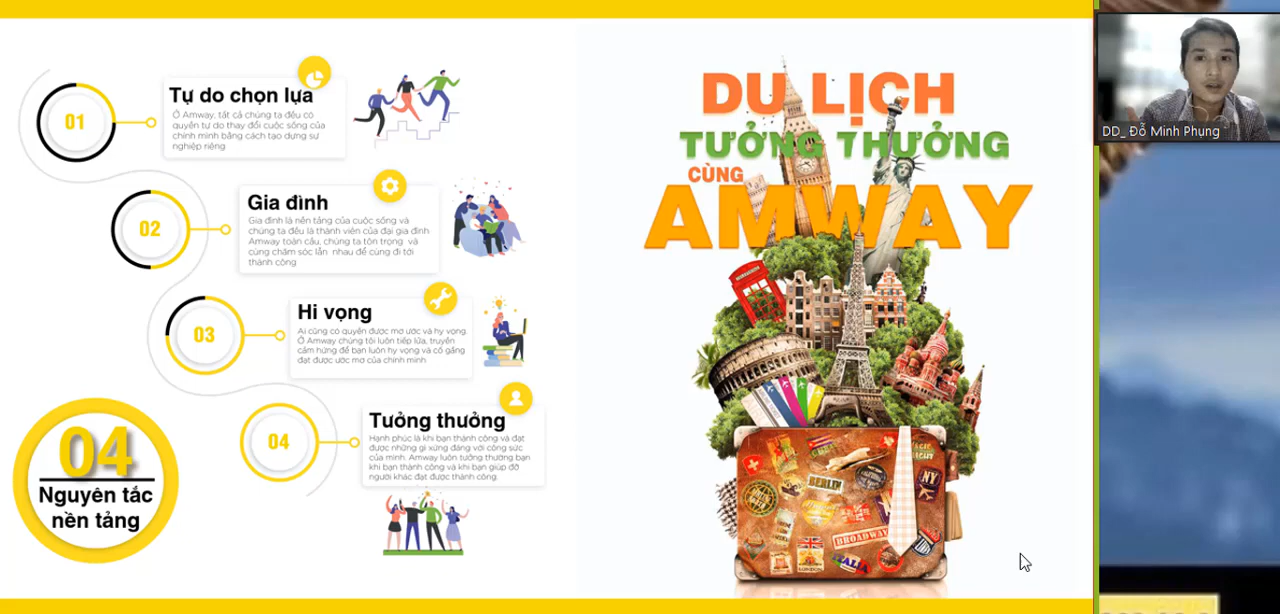 01
Tự do chọn lựa
Ở Amway, tất cả chúng ta đều có
quyền tự do thay đổi cuộc sống của
chính mình bằng cách tạo dựng sự
nghiệp riêng
02
Gia đình
Gia đình là nền tảng của cuộc sống và
chúng ta đều là thành viên của đại gia đình
Amway toàn cầu, chúng ta tôn trọng và
cùng chăm sóc lẫn nhau để cùng đi tới
thành công
03
Hi vọng
Ai cũng có quyền được mơ ước và hy vọng.
Ở Amway chúng tôi luôn tiếp lửa, truyền
cảm hứng để bạn luôn hy vọng và cố gắng
đạt được ước mơ của chính mình
04
Tưởng thưởng
Hạnh phúc là khi bạn thành công và đạt
được những gì xứng đáng với công sức
của mình. Amway luôn tưởng thưởng bạn
khi bạn thành công và khi bạn giúp đỡ
người khác đạt được thành công.
04
Nguyên tắc
nền tảng
DU LỊCH
TƯỞNG THƯỞNG
CÙNG
AMWAY
BERLIN
NY
BROADWAY
LONDON
ITALIA
DD_ Đỗ Minh Phụng